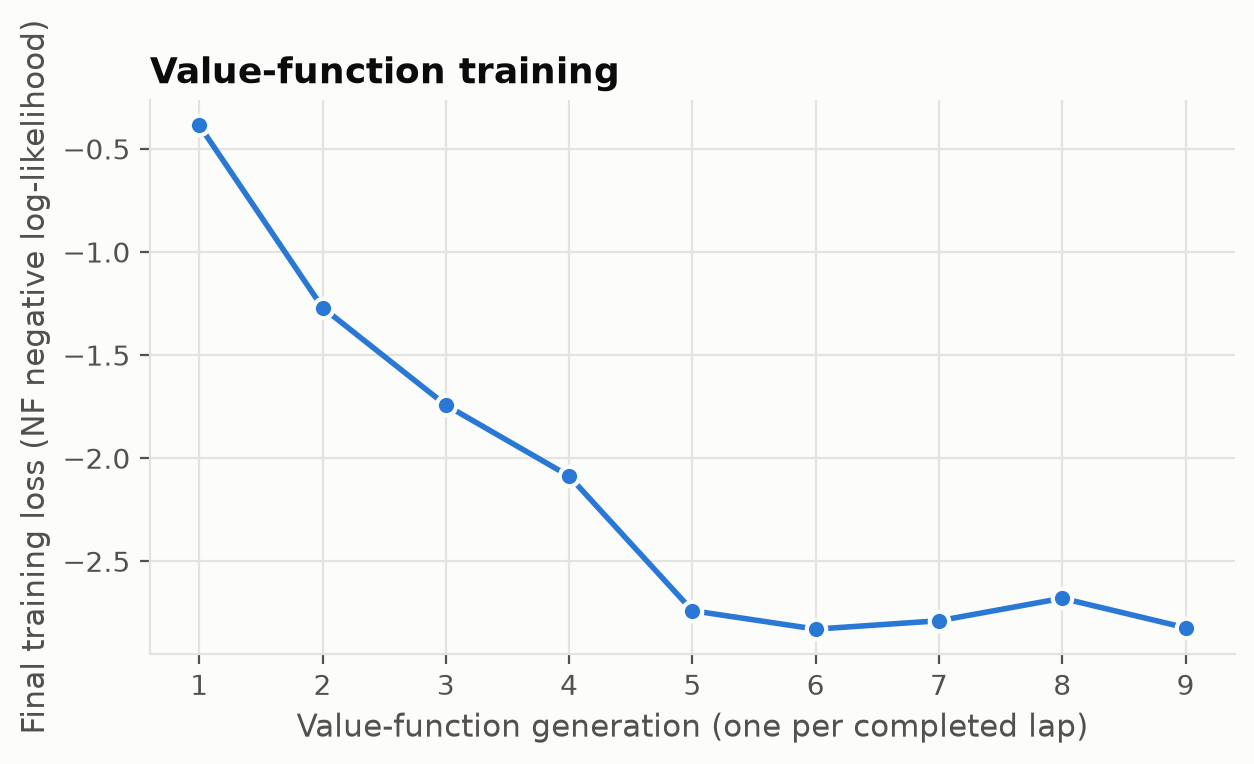 Value-function training
Final training loss (NF negative log-likelihood)
−0.5
−1.0
−1.5
−2.0
−2.5
1 2 3 4 5 6 7 8 9
Value-function generation (one per completed lap)